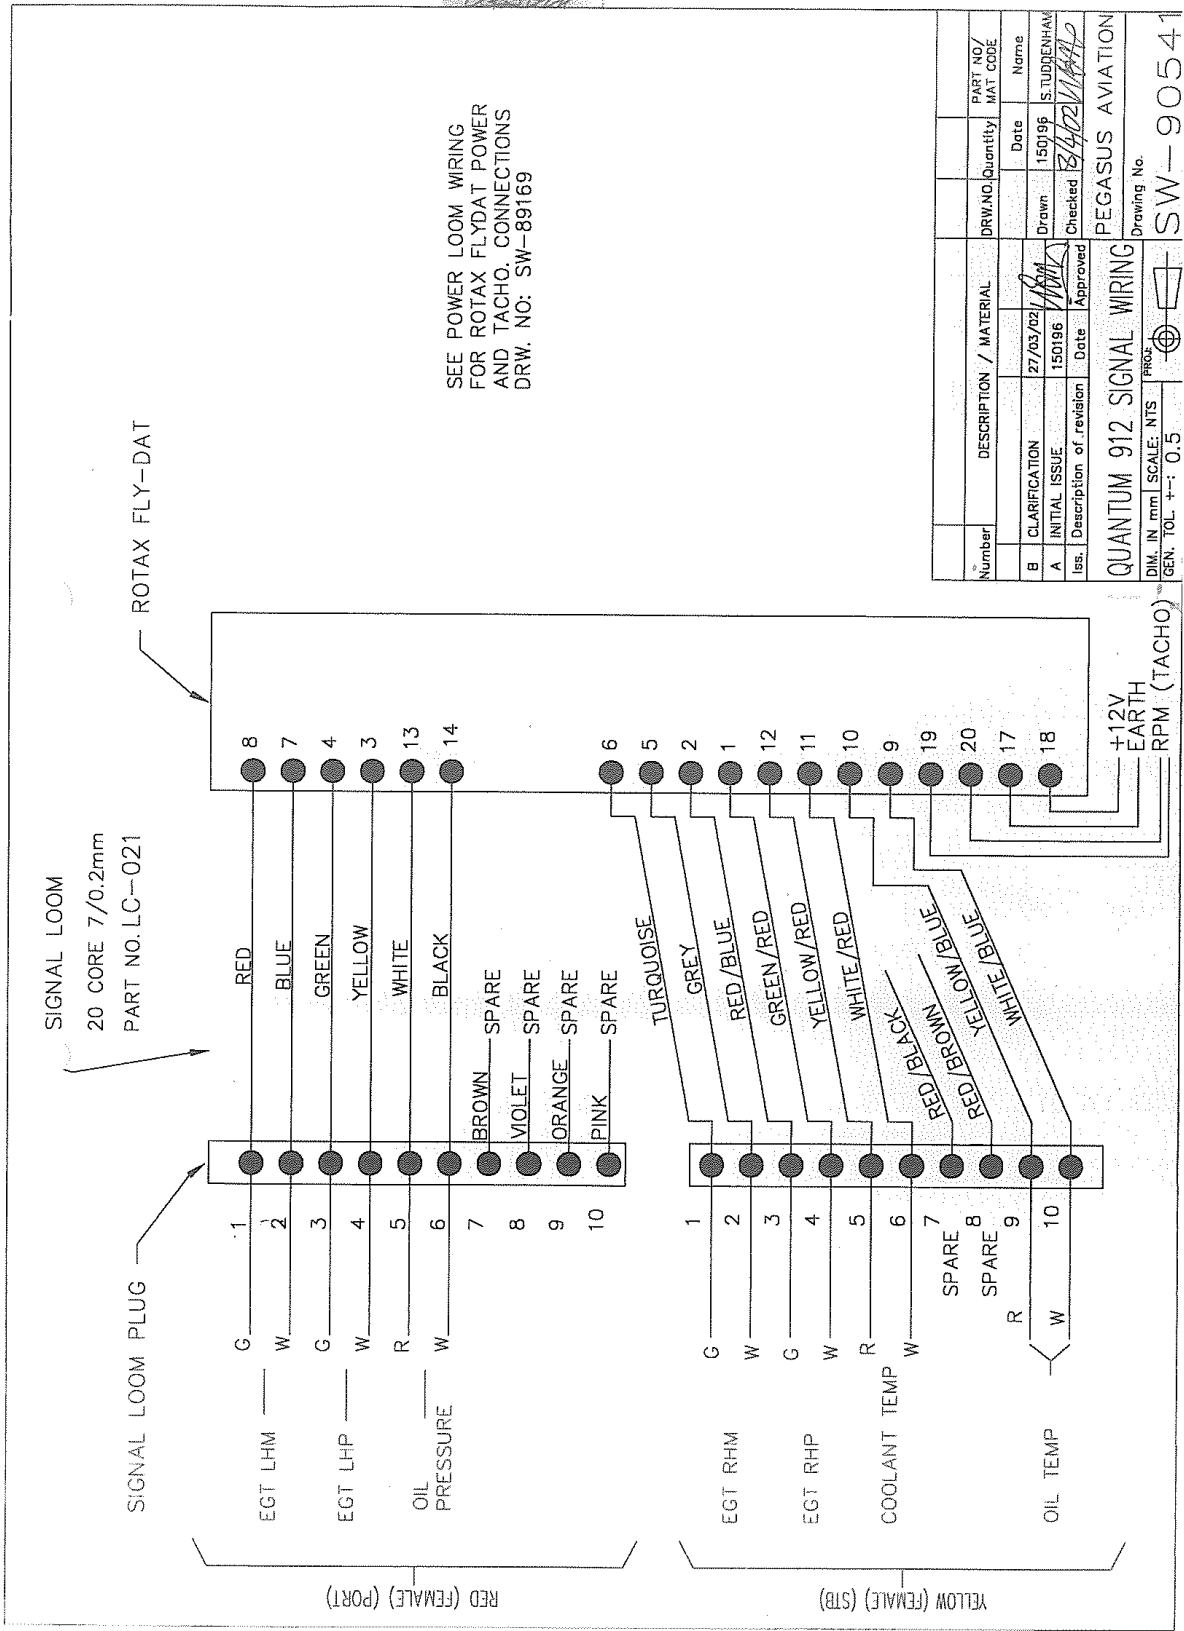 SIGNAL LOOM
20 CORE 7/0.2mm
PART NO. LC-021
SIGNAL LOOM PLUG
ROTAX FLY-DAT
SEE POWER LOOM WIRING
FOR ROTAX FLYDAT POWER
AND TACHO. CONNECTIONS
DRW. NO: SW-89169
RED (FEMALE) (PORT)
EGT LHM
EGT LHP
OIL
PRESSURE
G 1 RED 8
W 2 BLUE 7
G 3 GREEN 4
W 4 YELLOW 3
R 5 WHITE 13
W 6 BLACK 14
7 BROWN SPARE
8 VIOLET SPARE
9 ORANGE SPARE
10 PINK SPARE
YELLOW (FEMALE) (STB)
EGT RHM
EGT RHP
COOLANT TEMP
OIL TEMP
G 1 TURQUOISE 6
W 2 GREY 5
G 3 RED/BLUE 2
W 4 GREEN/RED 1
R 5 YELLOW/RED 12
W 6 WHITE/RED 11
SPARE 7 RED/BLACK
SPARE 8 RED/BROWN
R 9 YELLOW/BLUE 10
W 10 WHITE/BLUE 9
19
20
17
18
+12V
EARTH
RPM (TACHO)
Number DESCRIPTION / MATERIAL DRW.NO. Quantity PART NO/
MAT CODE
Date Name
B CLARIFICATION 27/03/02 Drawn 150196 S.TUDDENHAM
A INITIAL ISSUE 150196 Checked 8/4/02
Iss. Description of revision Date Approved
QUANTUM 912 SIGNAL WIRING PEGASUS AVIATION
DIM. IN mm SCALE: NTS PROJ: Drawing No.
GEN. TOL. +-: 0.5 SW-90541